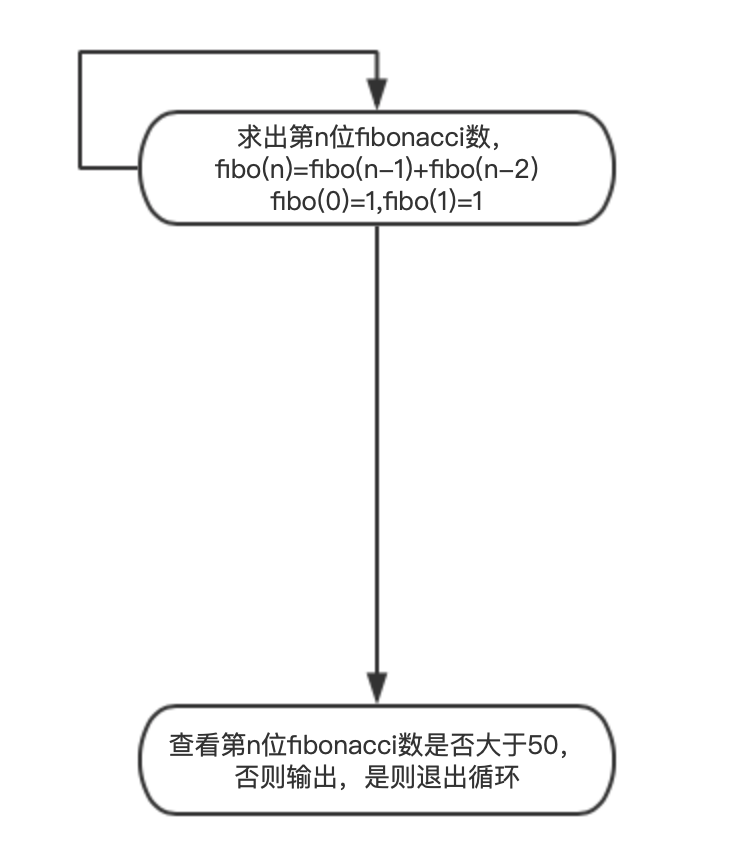 求出第n位fibonacci数，
fibo(n)=fibo(n-1)+fibo(n-2)
fibo(0)=1,fibo(1)=1
查看第n位fibonacci数是否大于50，
否则输出，是则退出循环